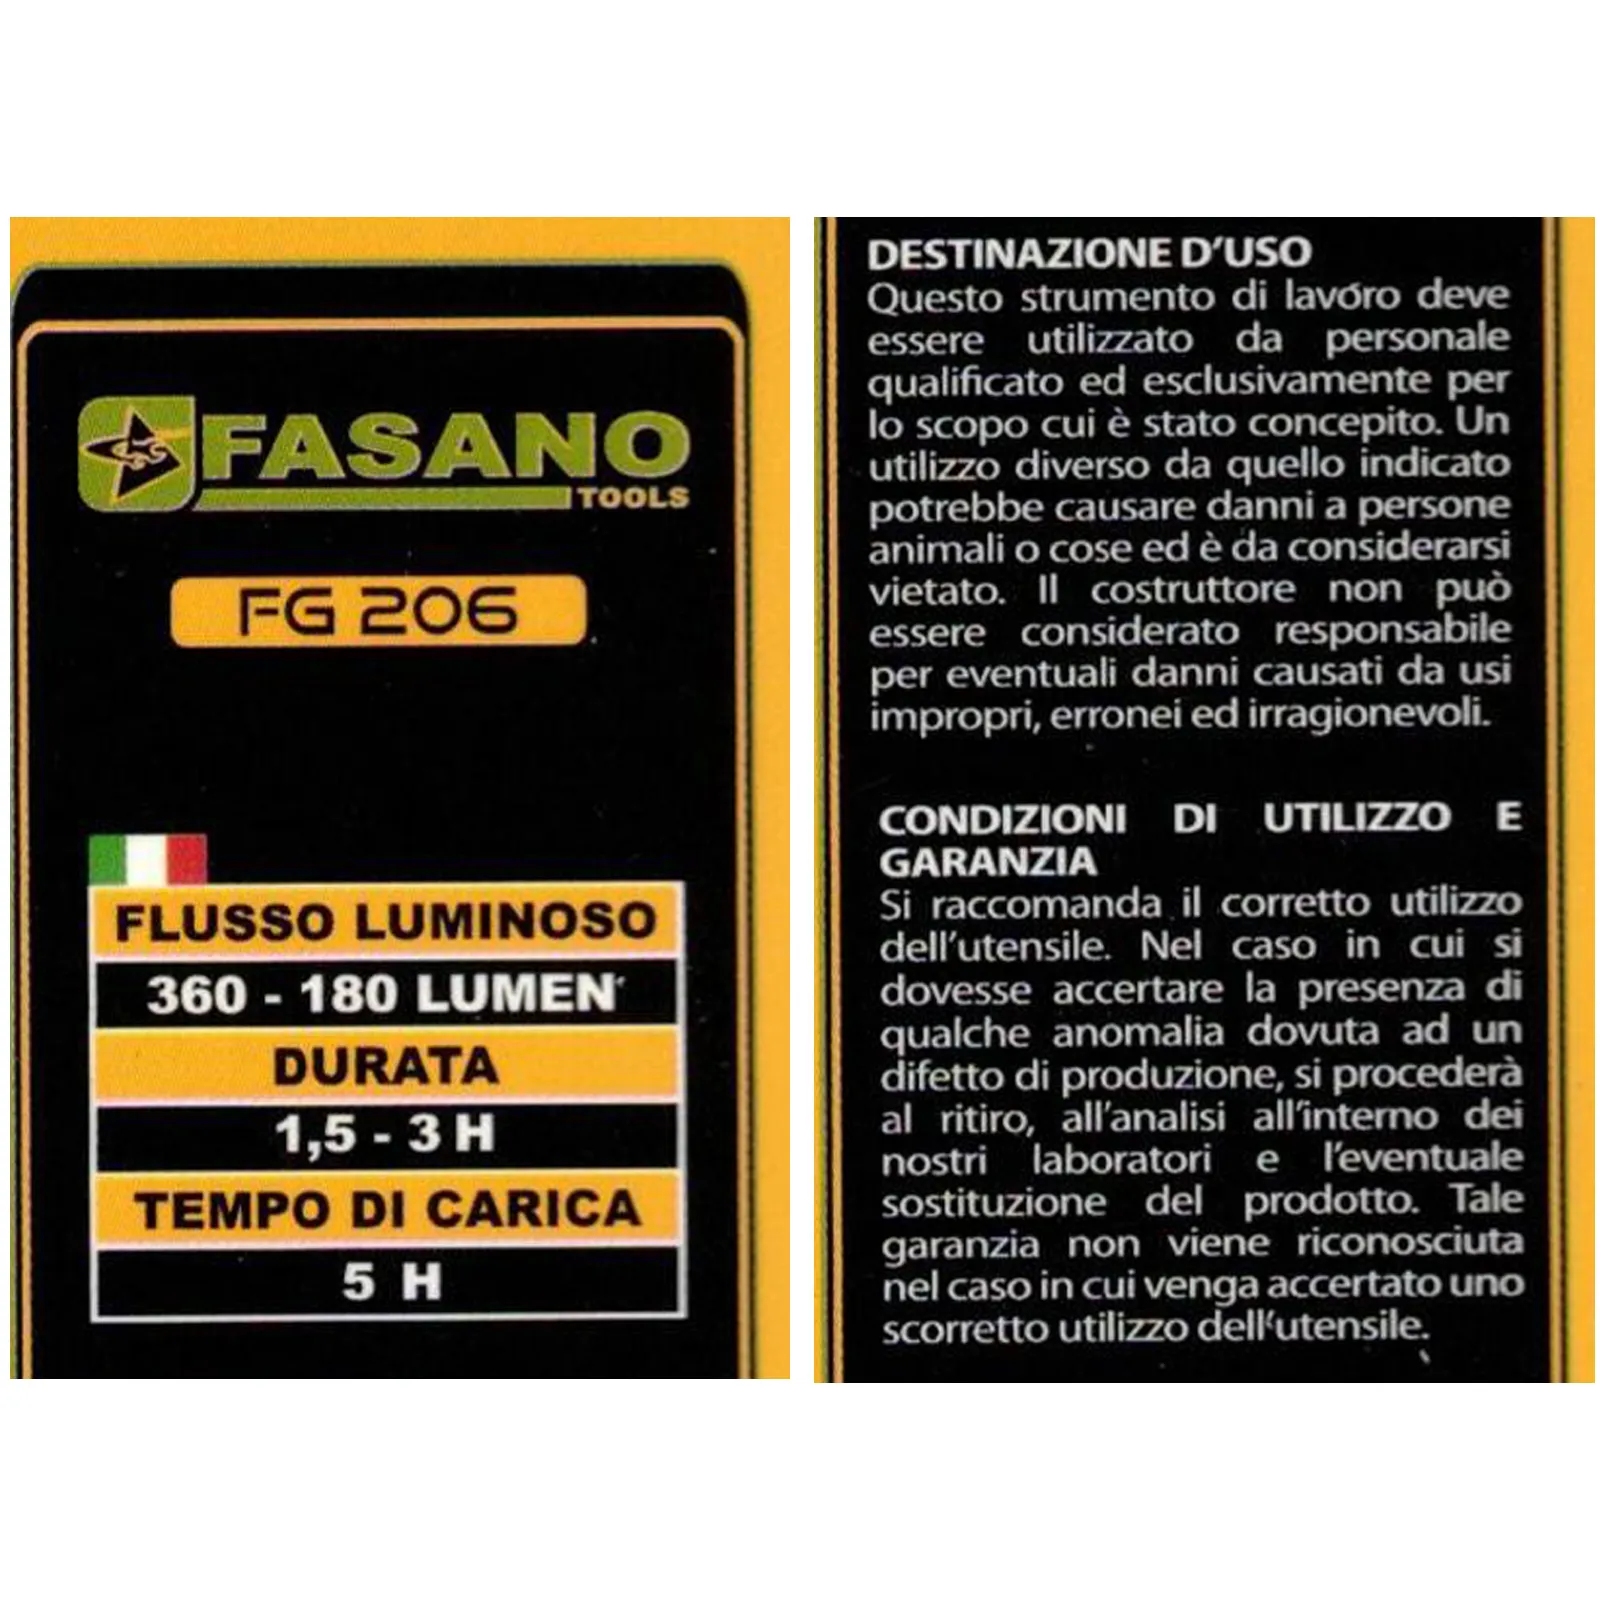 FASANO
TOOLS
FG 206
FLUSSO LUMINOSO
360 - 180 LUMEN
DURATA
1,5 - 3 H
TEMPO DI CARICA
5 H
DESTINAZIONE D'USO
Questo strumento di lavoro deve
essere utilizzato da personale
qualificato ed esclusivamente per
lo scopo cui è stato concepito. Un
utilizzo diverso da quello indicato
potrebbe causare danni a persone
animali o cose ed è da considerarsi
vietato. Il costruttore non può
essere considerato responsabile
per eventuali danni causati da usi
impropri, erronei ed irragionevoli.
CONDIZIONI DI UTILIZZO E
GARANZIA
Si raccomanda il corretto utilizzo
dell'utensile. Nel caso in cui si
dovesse accertare la presenza di
qualche anomalia dovuta ad un
difetto di produzione, si procederà
al ritiro, all'analisi all'interno dei
nostri laboratori e l'eventuale
sostituzione del prodotto. Tale
garanzia non viene riconosciuta
nel caso in cui venga accertato uno
scorretto utilizzo dell'utensile.